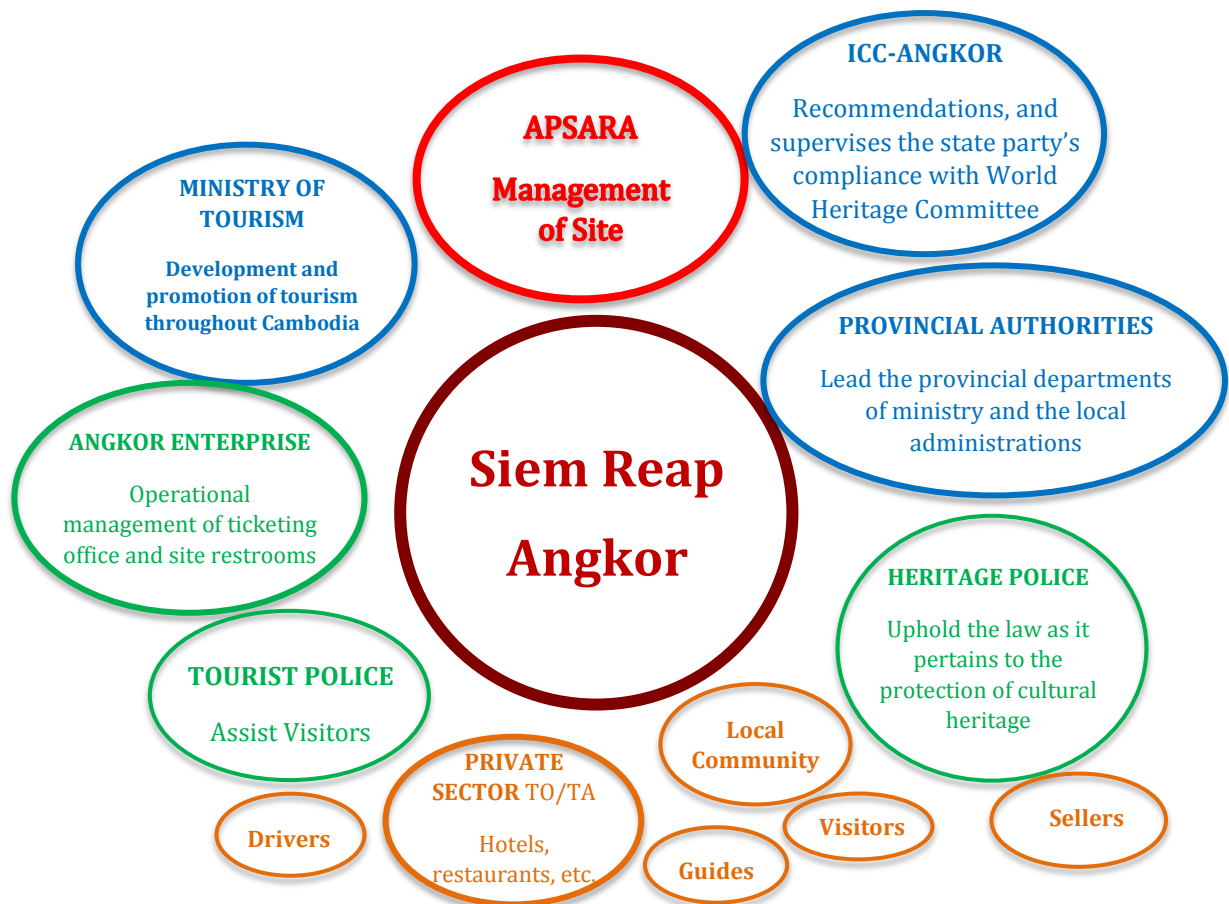 ICC-ANGKOR
Recommendations, and
supervises the state party’s
compliance with World
Heritage Committee
APSARA
Management
of Site
MINISTRY OF
TOURISM
Development and
promotion of tourism
throughout Cambodia
PROVINCIAL AUTHORITIES
Lead the provincial departments
of ministry and the local
administrations
ANGKOR ENTERPRISE
Operational
management of ticketing
office and site restrooms
Siem Reap
Angkor
HERITAGE POLICE
Uphold the law as it
pertains to the
protection of cultural
heritage
TOURIST POLICE
Assist Visitors
Local
Community
PRIVATE
SECTOR TO/TA
Hotels,
restaurants, etc.
Drivers
Guides
Visitors
Sellers